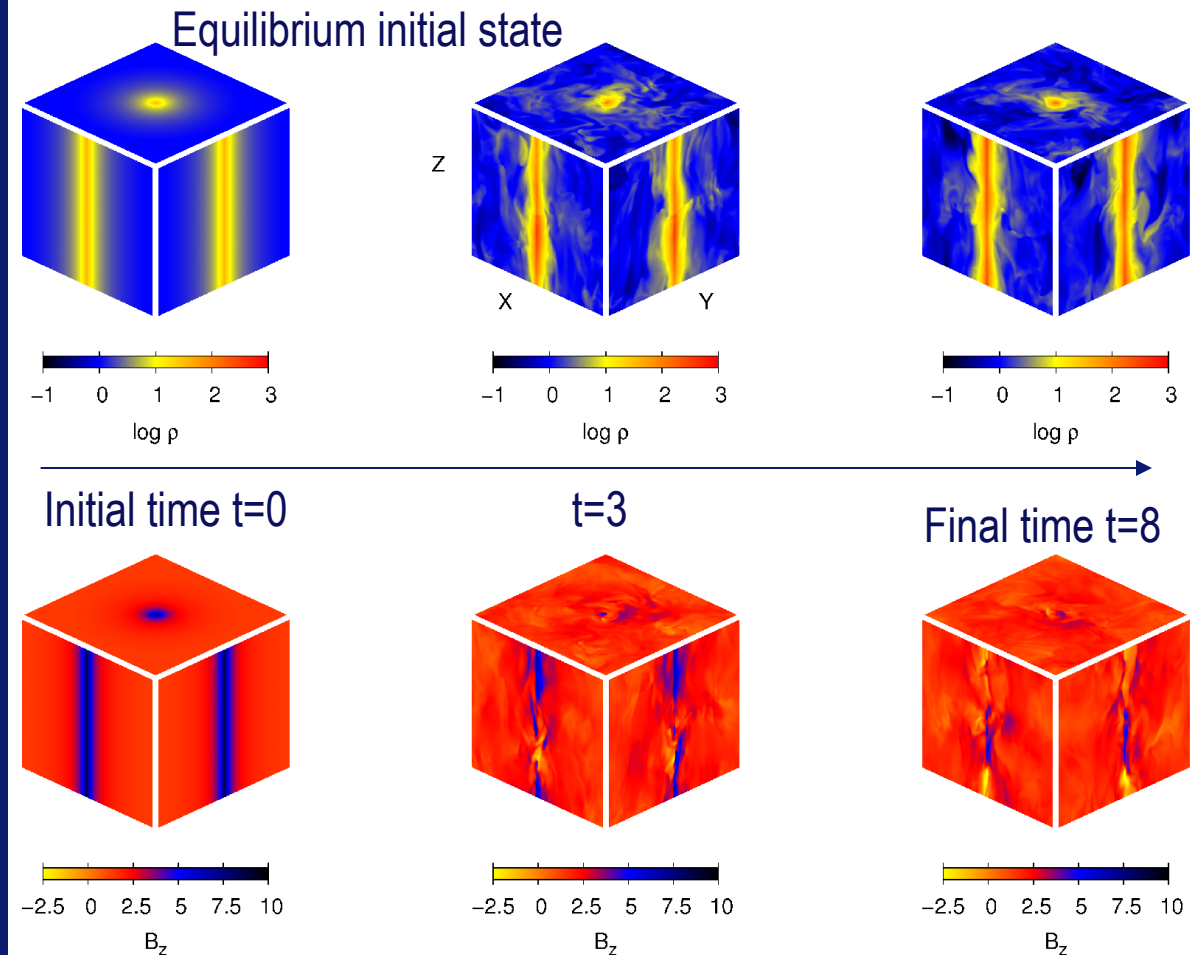 Equilibrium initial state
Z
X Y
−1 0 1 2 3
log ρ
−1 0 1 2 3
log ρ
−1 0 1 2 3
log ρ
Initial time t=0
t=3
Final time t=8
−2.5 0 2.5 5 7.5 10
B_z
−2.5 0 2.5 5 7.5 10
B_z
−2.5 0 2.5 5 7.5 10
B_z